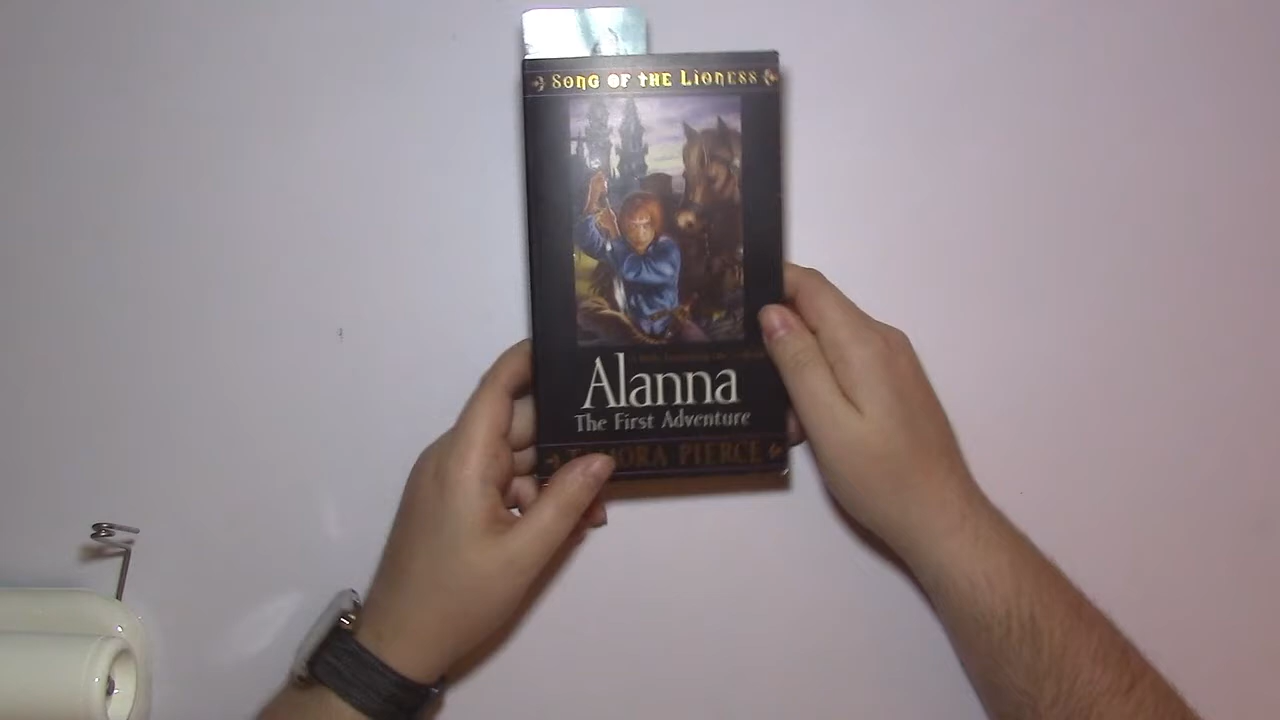 SONG OF THE LIONESS
Alanna
The First Adventure
PIERCE